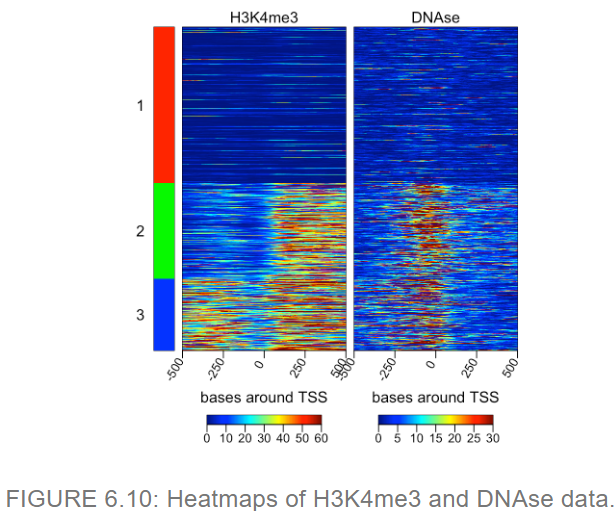 H3K4me3 DNAse
1
2
3
-500 -250 0 250 500 -500 -250 0 250 500
bases around TSS bases around TSS
0 10 20 30 40 50 60 0 5 10 15 20 25 30
FIGURE 6.10: Heatmaps of H3K4me3 and DNAse data.